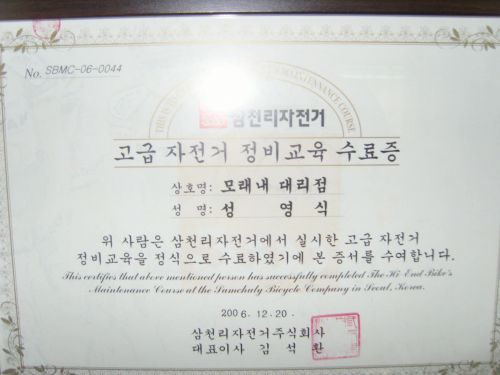 No. SBMC-06-0044
삼천리자전거
고급 자전거 정비교육 수료증
상호명: 모래내 대리점
성 명: 성 영 식
위 사람은 삼천리자전거에서 실시한 고급 자전거
정비교육을 정식으로 수료하였기에 본 증서를 수여합니다.
This certifies that above mentioned person has successfully completed The Hi-End Bike's
Maintenance Course at the Samchuly Bicycle Company in Seoul, Korea.
2006. 12. 20.
삼천리자전거주식회사
대표이사 김 석 환